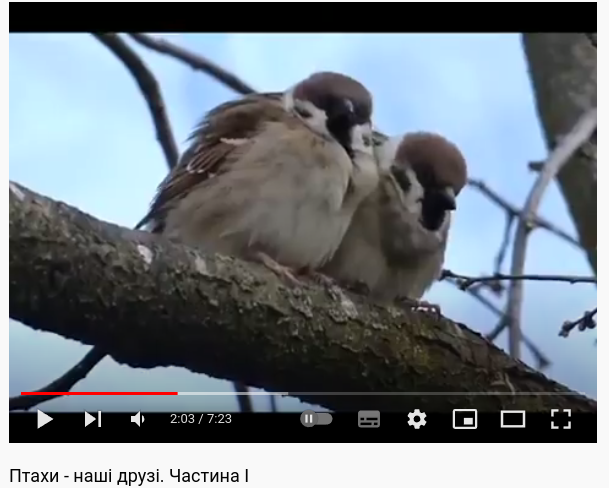 2:03 / 7:23
Птахи - наші друзі. Частина І